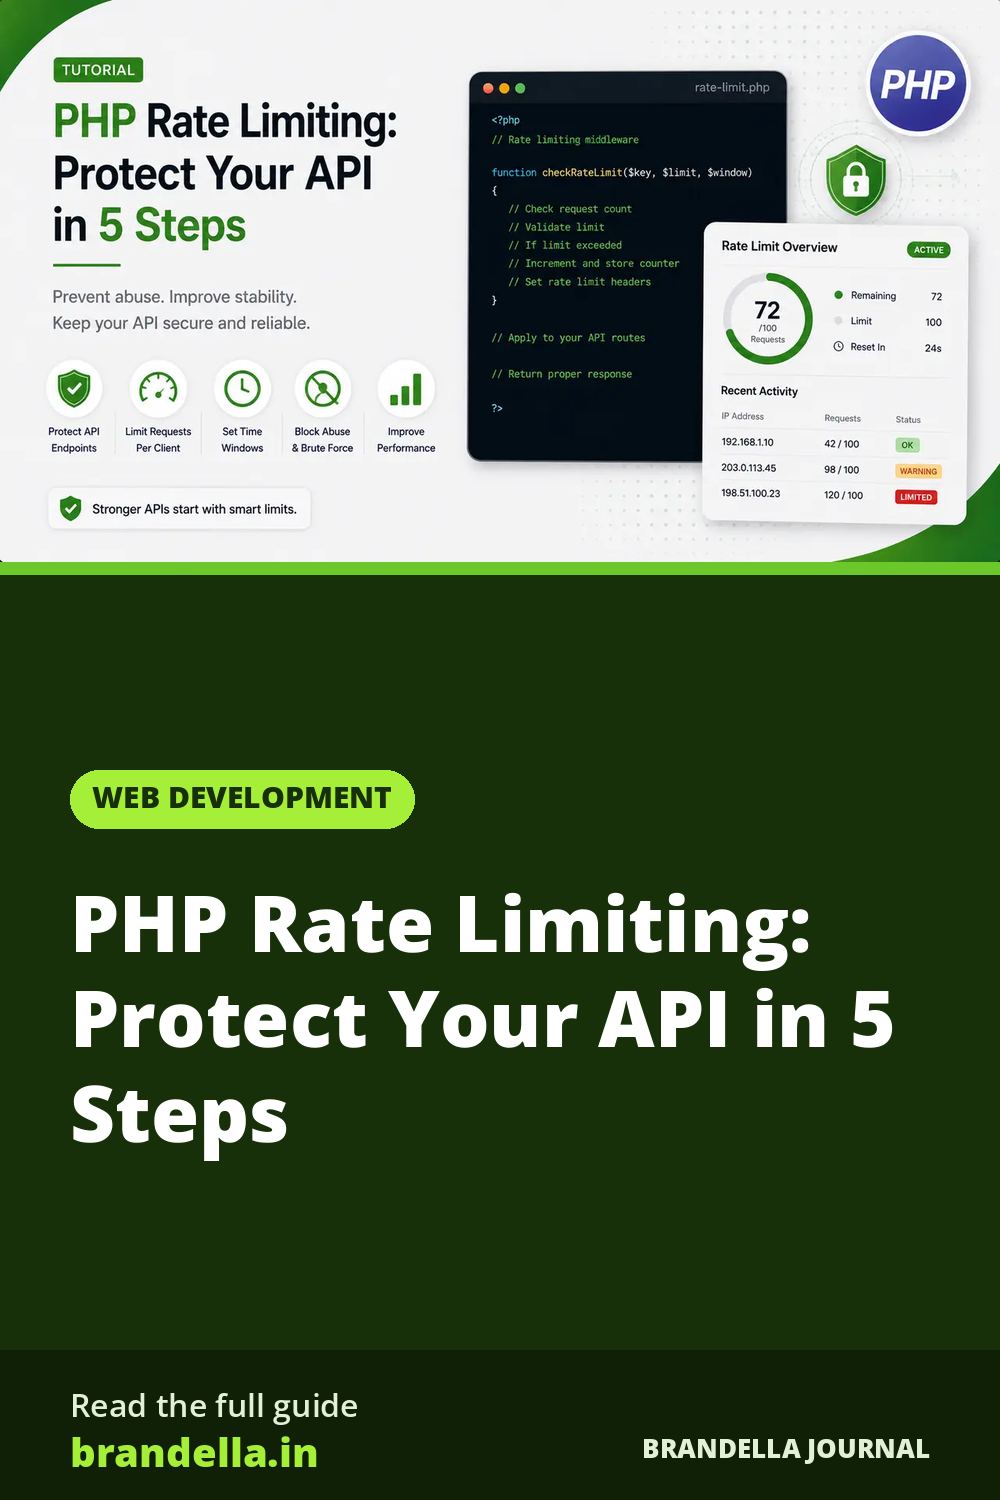 TUTORIAL
PHP Rate Limiting:
Protect Your API
in 5 Steps
Prevent abuse. Improve stability.
Keep your API secure and reliable.
Protect API
Endpoints
Limit Requests
Per Client
Set Time
Windows
Block Abuse
& Brute Force
Improve
Performance
Stronger APIs start with smart limits.
rate-limit.php
<?php
// Rate limiting middleware
function checkRateLimit($key, $limit, $window)
{
// Check request count
// Validate limit
// If limit exceeded
// Increment and store counter
// Set rate limit headers
}
// Apply to your API routes
// Return proper response
?>
PHP
Rate Limit Overview
ACTIVE
72
/100
Requests
Remaining 72
Limit 100
Reset In 24s
Recent Activity
IP Address Requests Status
192.168.1.10 42 / 100 OK
203.0.113.45 98 / 100 WARNING
198.51.100.23 120 / 100 LIMITED
WEB DEVELOPMENT
PHP Rate Limiting:
Protect Your API in 5
Steps
Read the full guide
brandella.in
BRANDELLA JOURNAL